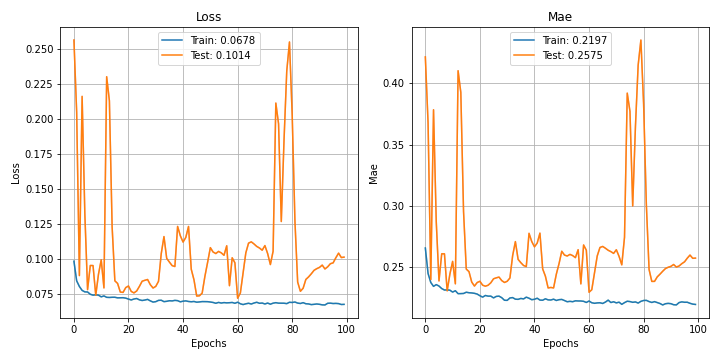 Loss
Train: 0.0678
Test: 0.1014
0.250
0.225
0.200
0.175
0.150
0.125
0.100
0.075
Loss
0 20 40 60 80 100
Epochs
Mae
Train: 0.2197
Test: 0.2575
0.40
0.35
0.30
0.25
Mae
0 20 40 60 80 100
Epochs